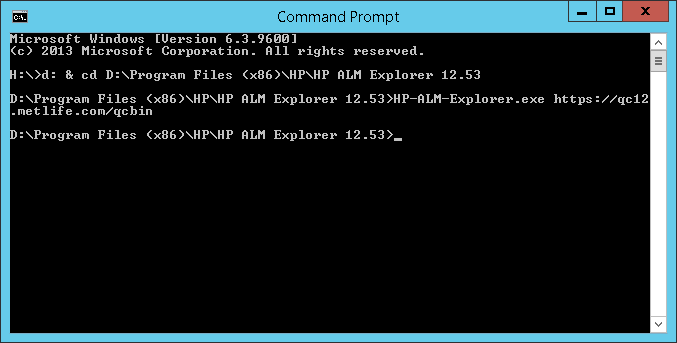 Command Prompt
Microsoft Windows [Version 6.3.9600]
(c) 2013 Microsoft Corporation. All rights reserved.
H:\>d: & cd D:\Program Files (x86)\HP\HP ALM Explorer 12.53
D:\Program Files (x86)\HP\HP ALM Explorer 12.53>HP-ALM-Explorer.exe https://qc12
.metlife.com/qcbin
D:\Program Files (x86)\HP\HP ALM Explorer 12.53>_